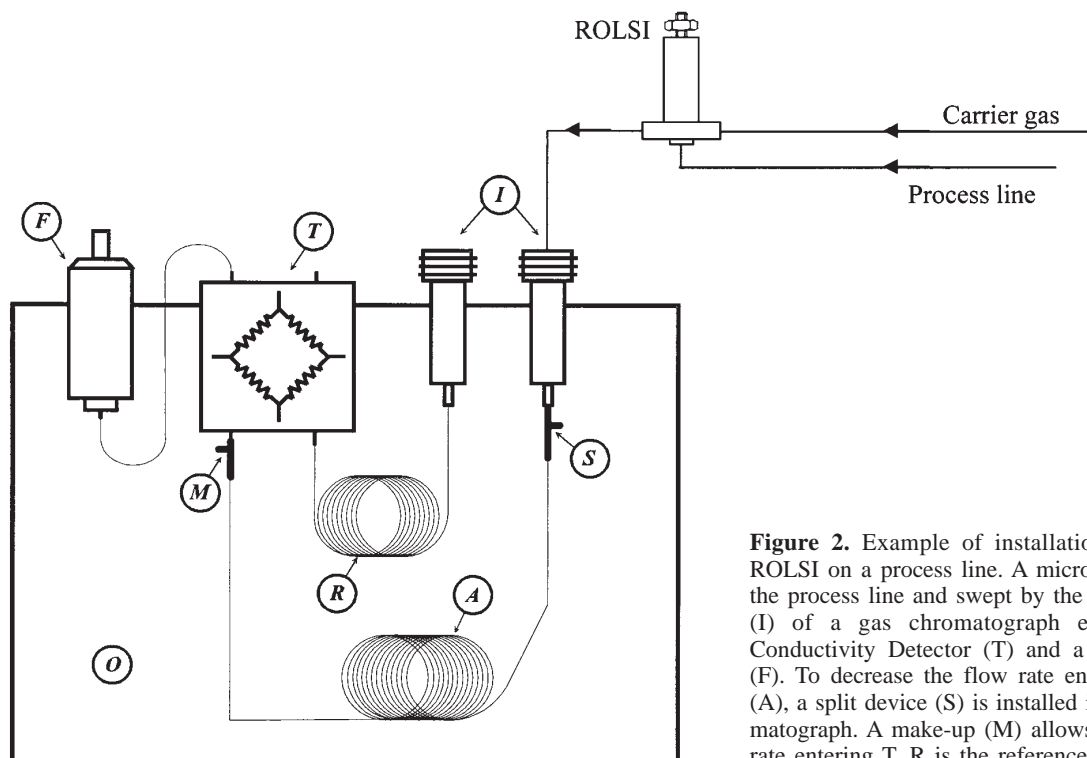 ROLSI
Carrier gas
Process line
I
F
T
S
M
R
A
O
Figure 2. Example of installatio
ROLSI on a process line. A micro
the process line and swept by the
(I) of a gas chromatograph e
Conductivity Detector (T) and a
(F). To decrease the flow rate en
(A), a split device (S) is installed
matograph. A make-up (M) allows
rate entering T. R is the reference